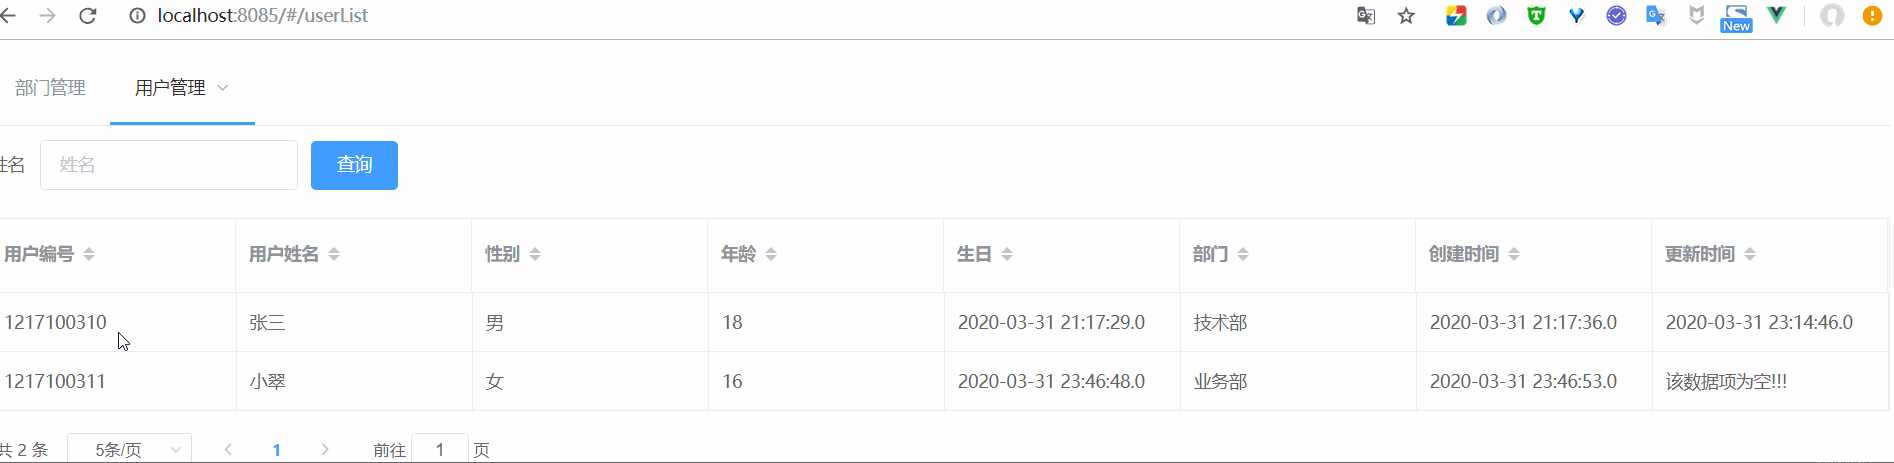 localhost:8085/#/userList
New
部门管理 用户管理
姓名 姓名 查询
用户编号 用户姓名 性别 年龄 生日 部门 创建时间 更新时间
1217100310 张三 男 18 2020-03-31 21:17:29.0 技术部 2020-03-31 21:17:36.0 2020-03-31 23:14:46.0
1217100311 小翠 女 16 2020-03-31 23:46:48.0 业务部 2020-03-31 23:46:53.0 该数据项为空!!!
共 2 条 5条/页 1 前往 1 页